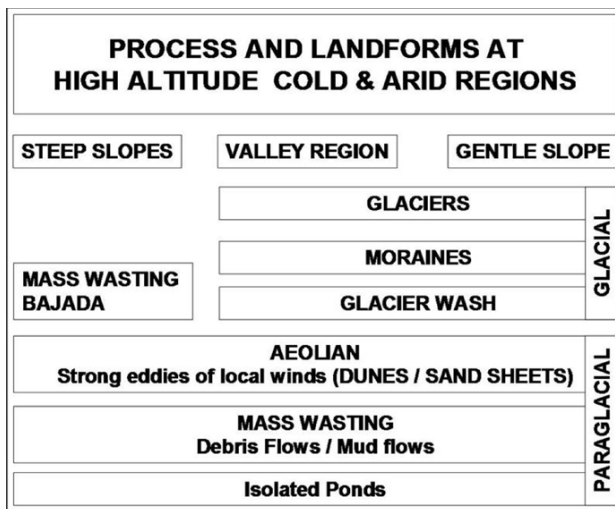 PROCESS AND LANDFORMS AT
HIGH ALTITUDE COLD & ARID REGIONS
STEEP SLOPES
VALLEY REGION
GENTLE SLOPE
GLACIERS
MORAINES
GLACIER WASH
GLACIAL
MASS WASTING
BAJADA
AEOLIAN
Strong eddies of local winds (DUNES / SAND SHEETS)
MASS WASTING
Debris Flows / Mud flows
Isolated Ponds
PARAGLACIAL